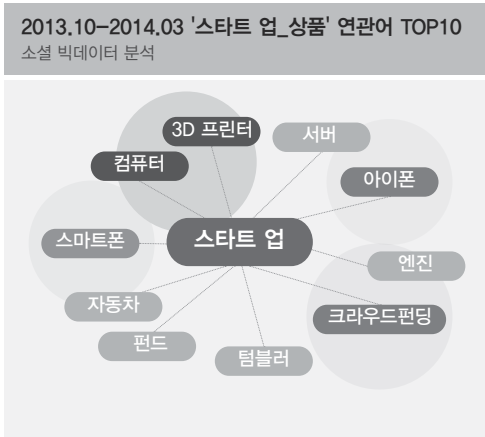 2013.10-2014.03 '스타트 업_상품' 연관어 TOP10
소셜 빅데이터 분석
3D 프린터
서버
컴퓨터
아이폰
스마트폰
스타트 업
엔진
자동차
크라우드펀딩
펀드
텀블러